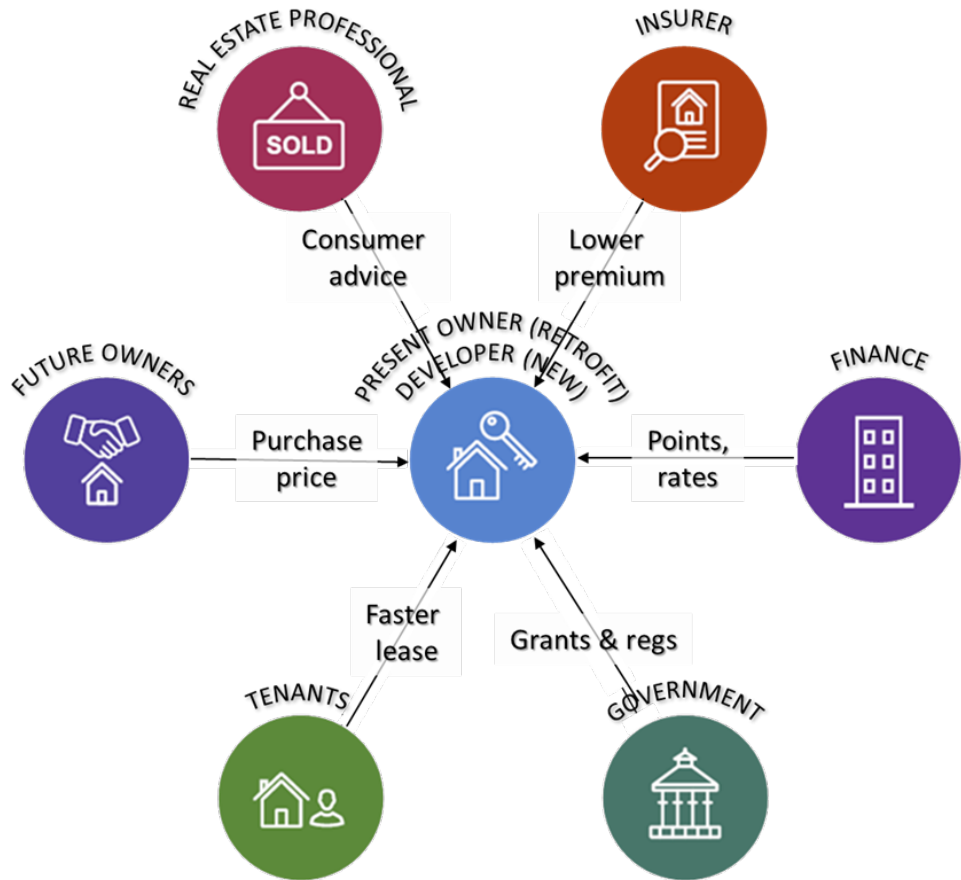 REAL ESTATE PROFESSIONAL
SOLD
INSURER
Consumer
advice
Lower
premium
PRESENT OWNER (RETROFIT)
DEVELOPER (NEW)
FUTURE OWNERS
FINANCE
Purchase
price
Points,
rates
Faster
lease
Grants & regs
TENANTS
GOVERNMENT